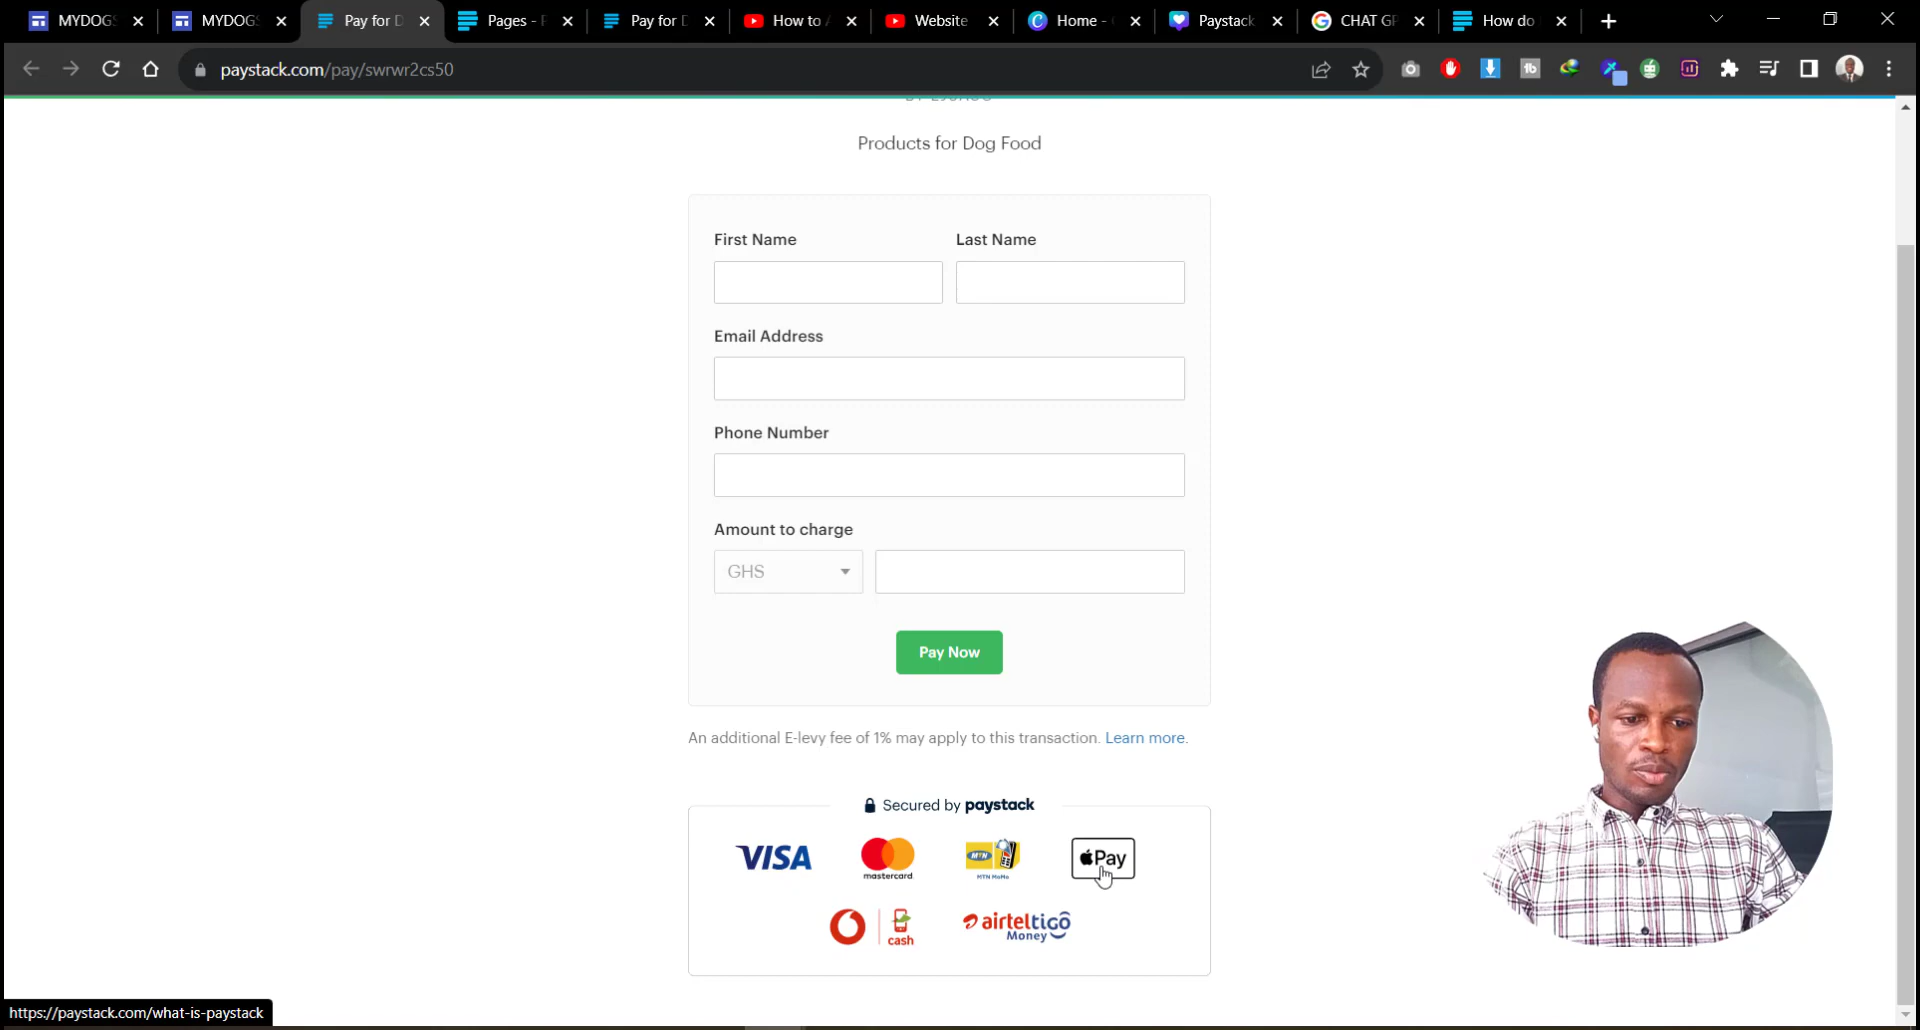 MYDOGS
MYDOGS
Pay for D
Pages - P
Pay for D
How to A
Website
Home -
Paystack
CHAT GP
How do
paystack.com/pay/swrwr2cs50
Products for Dog Food
First Name
Last Name
Email Address
Phone Number
Amount to charge
GHS
Pay Now
An additional E-levy fee of 1% may apply to this transaction. Learn more.
Secured by paystack
VISA
mastercard
MTN
MTN MoMo
Pay
cash
airteltigo
Money
https://paystack.com/what-is-paystack